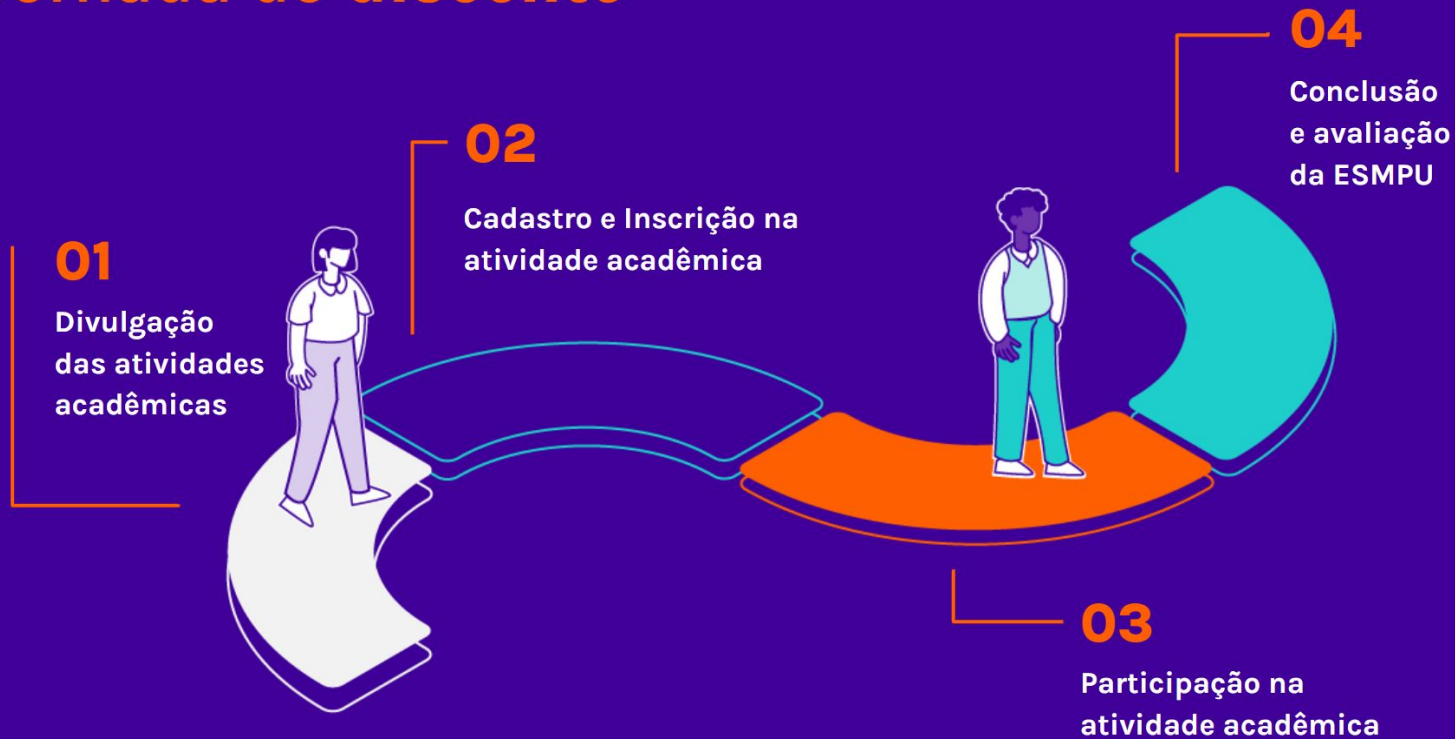 01
Divulgação
das atividades
acadêmicas
02
Cadastro e Inscrição na
atividade acadêmica
03
Participação na
atividade acadêmica
04
Conclusão
e avaliação
da ESMPU